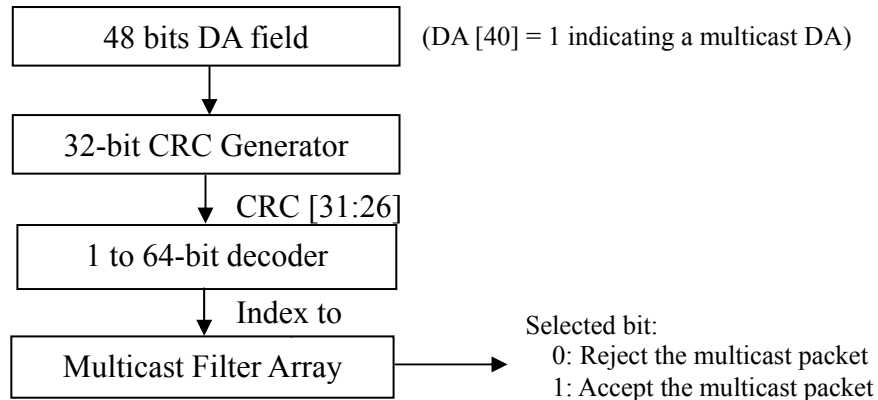 48 bits DA field
(DA [40] = 1 indicating a multicast DA)
32-bit CRC Generator
CRC [31:26]
1 to 64-bit decoder
Index to
Multicast Filter Array
Selected bit:
0: Reject the multicast packet
1: Accept the multicast packet